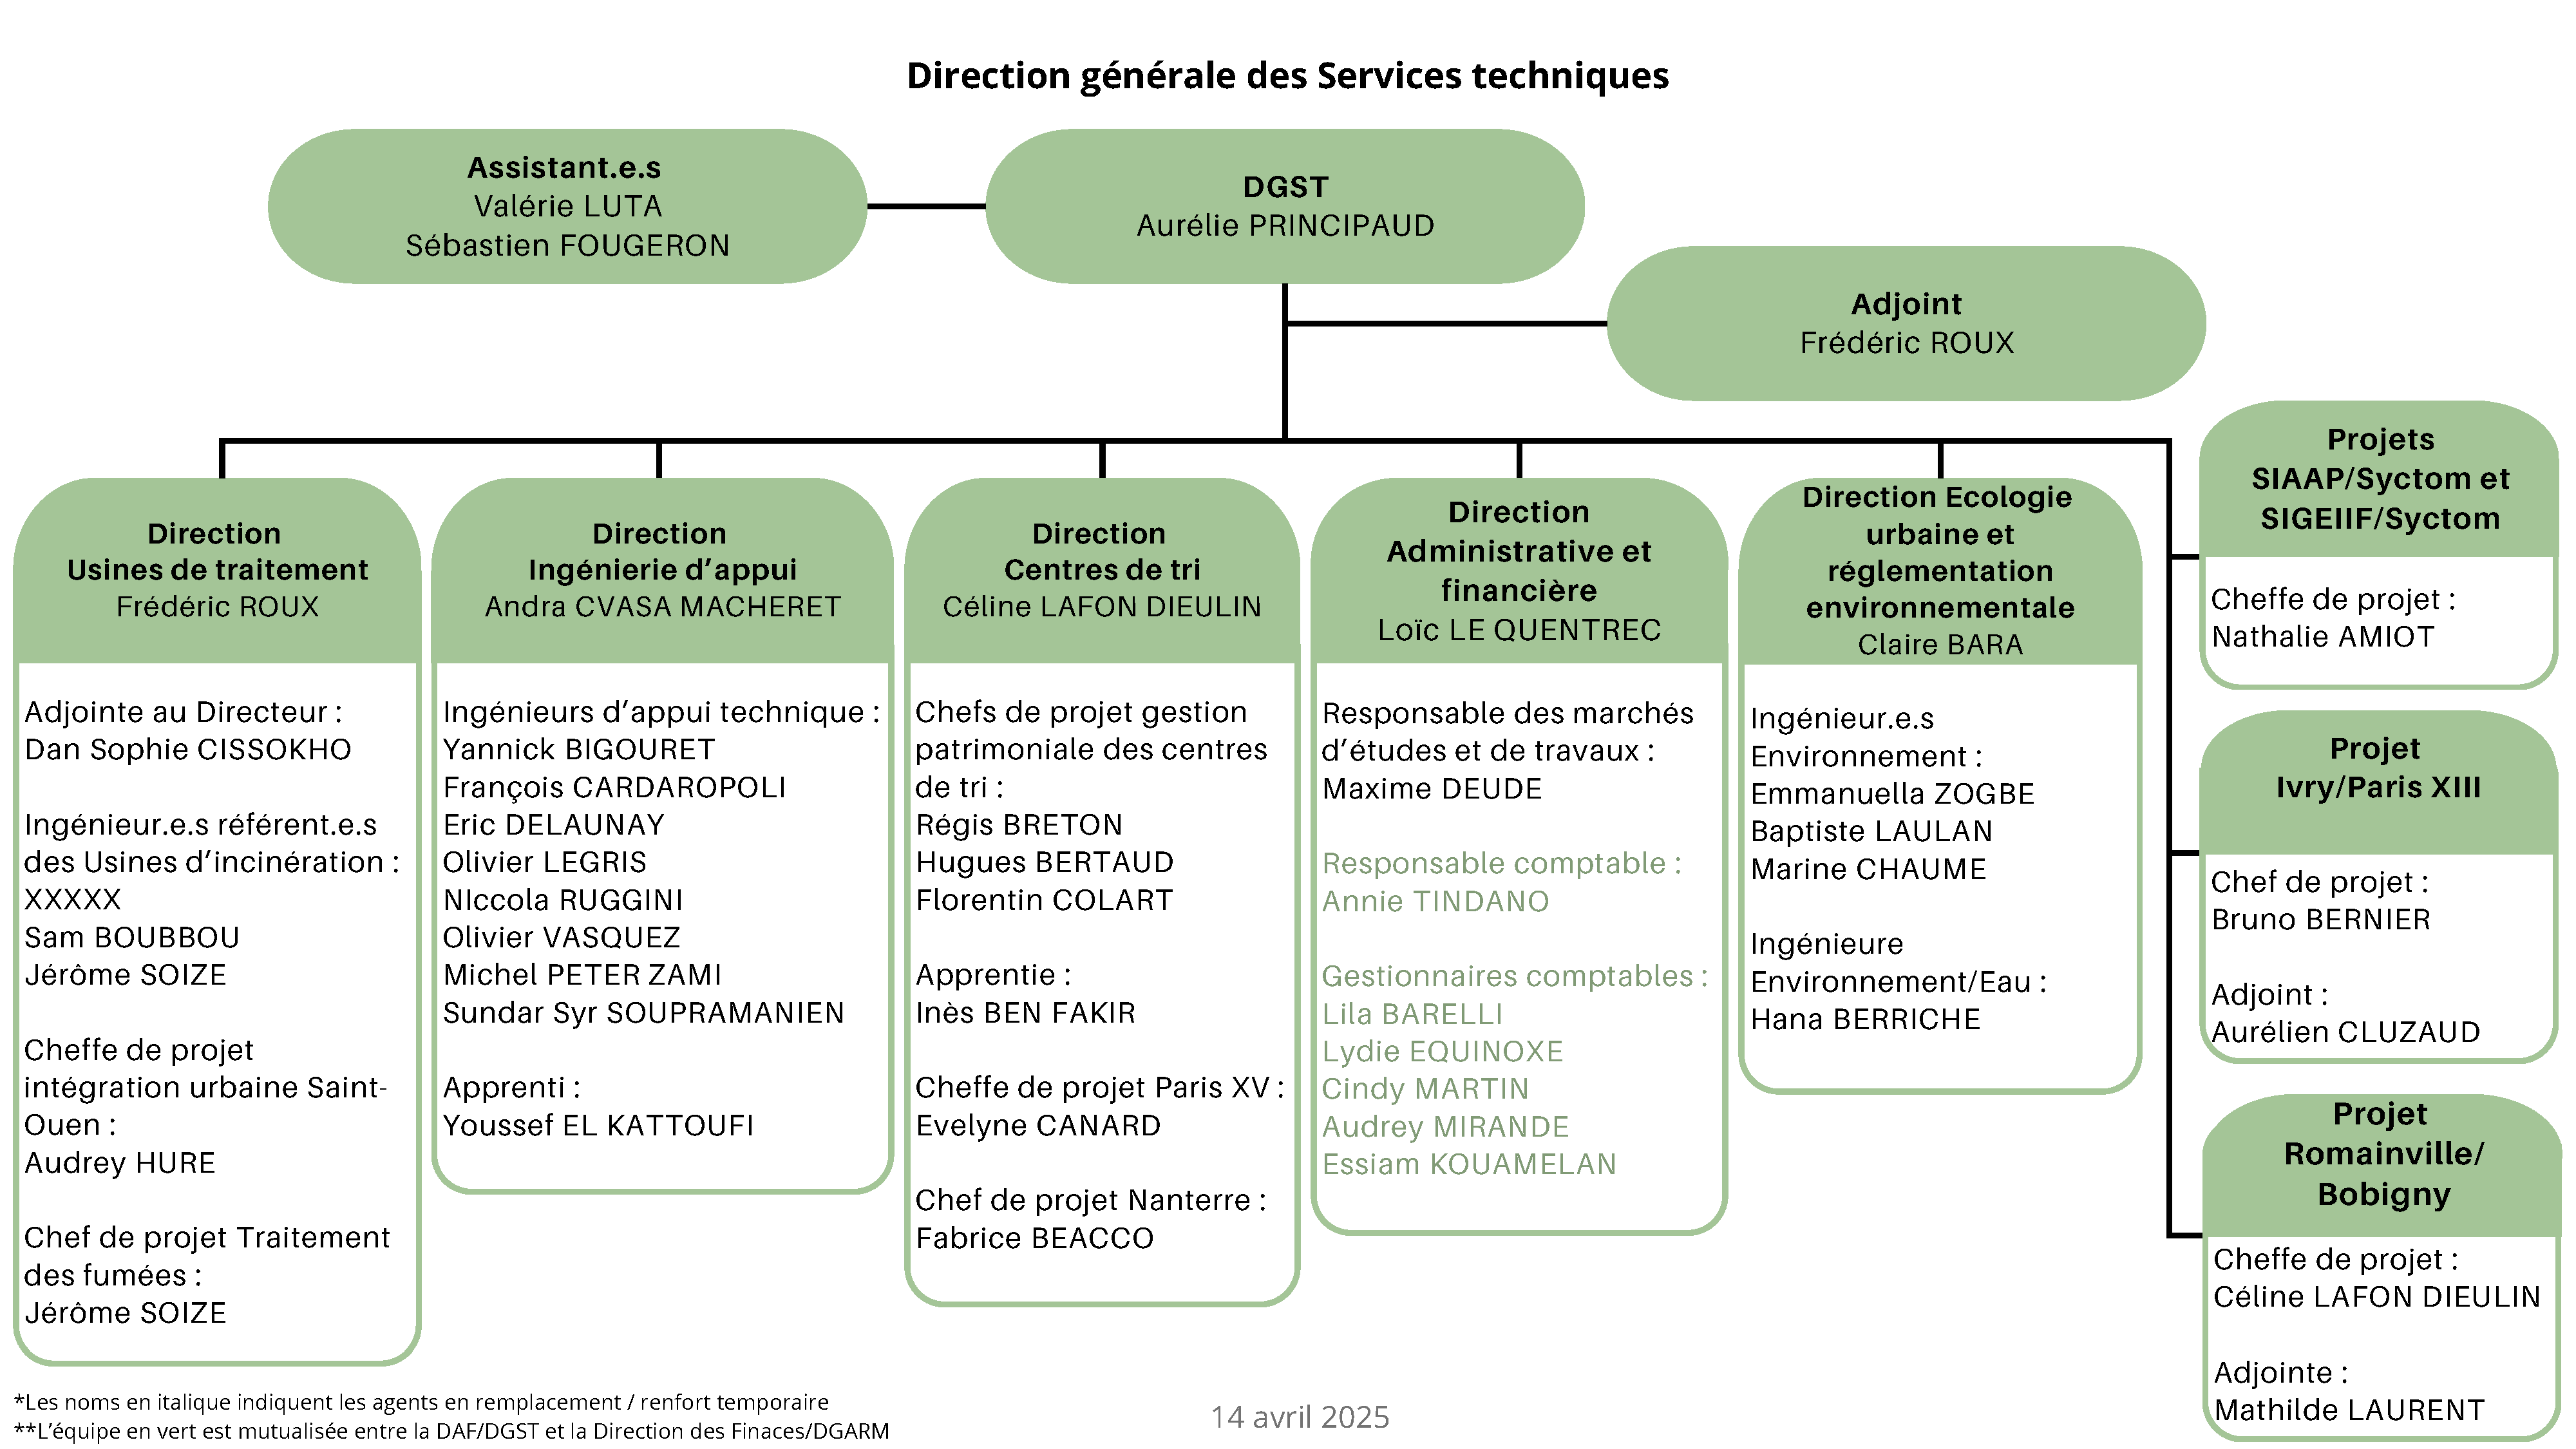 Direction générale des Services techniques
Assistant.e.s
Valérie LUTA
Sébastien FOUGERON
DGST
Aurélie PRINCIPAUD
Adjoint
Frédéric ROUX
Direction
Usines de traitement
Frédéric ROUX
Adjointe au Directeur :
Dan Sophie CISSOKHO
Ingénieur.e.s référent.e.s
des Usines d’incinération :
XXXXX
Sam BOUBBOU
Jérôme SOIZE
Cheffe de projet
intégration urbaine Saint-
Ouen :
Audrey HURE
Chef de projet Traitement
des fumées :
Jérôme SOIZE
Direction
Ingénierie d’appui
Andra CVASA MACHERET
Ingénieurs d’appui technique :
Yannick BIGOURET
François CARDAROPOLI
Eric DELAUNAY
Olivier LEGRIS
NIccola RUGGINI
Olivier VASQUEZ
Michel PETER ZAMI
Sundar Syr SOUPRAMANIEN
Apprenti :
Youssef EL KATTOUFI
Direction
Centres de tri
Céline LAFON DIEULIN
Chefs de projet gestion
patrimoniale des centres
de tri :
Régis BRETON
Hugues BERTAUD
Florentin COLART
Apprentie :
Inès BEN FAKIR
Cheffe de projet Paris XV :
Evelyne CANARD
Chef de projet Nanterre :
Fabrice BEACCO
Direction
Administrative et
financière
Loïc LE QUENTREC
Responsable des marchés
d’études et de travaux :
Maxime DEUDE
Responsable comptable :
Annie TINDANO
Gestionnaires comptables :
Lila BARELLI
Lydie EQUINOXE
Cindy MARTIN
Audrey MIRANDE
Essiam KOUAMELAN
Direction Ecologie
urbaine et
réglementation
environnementale
Claire BARA
Ingénieur.e.s
Environnement :
Emmanuella ZOGBE
Baptiste LAULAN
Marine CHAUME
Ingénieure
Environnement/Eau :
Hana BERRICHE
Projets
SIAAP/Syctom et
SIGEIIF/Syctom
Cheffe de projet :
Nathalie AMIOT
Projet
Ivry/Paris XIII
Chef de projet :
Bruno BERNIER
Adjoint :
Aurélien CLUZAUD
Projet
Romainville/
Bobigny
Cheffe de projet :
Céline LAFON DIEULIN
Adjointe :
Mathilde LAURENT
*Les noms en italique indiquent les agents en remplacement / renfort temporaire
**L’équipe en vert est mutualisée entre la DAF/DGST et la Direction des Finaces/DGARM
14 avril 2025